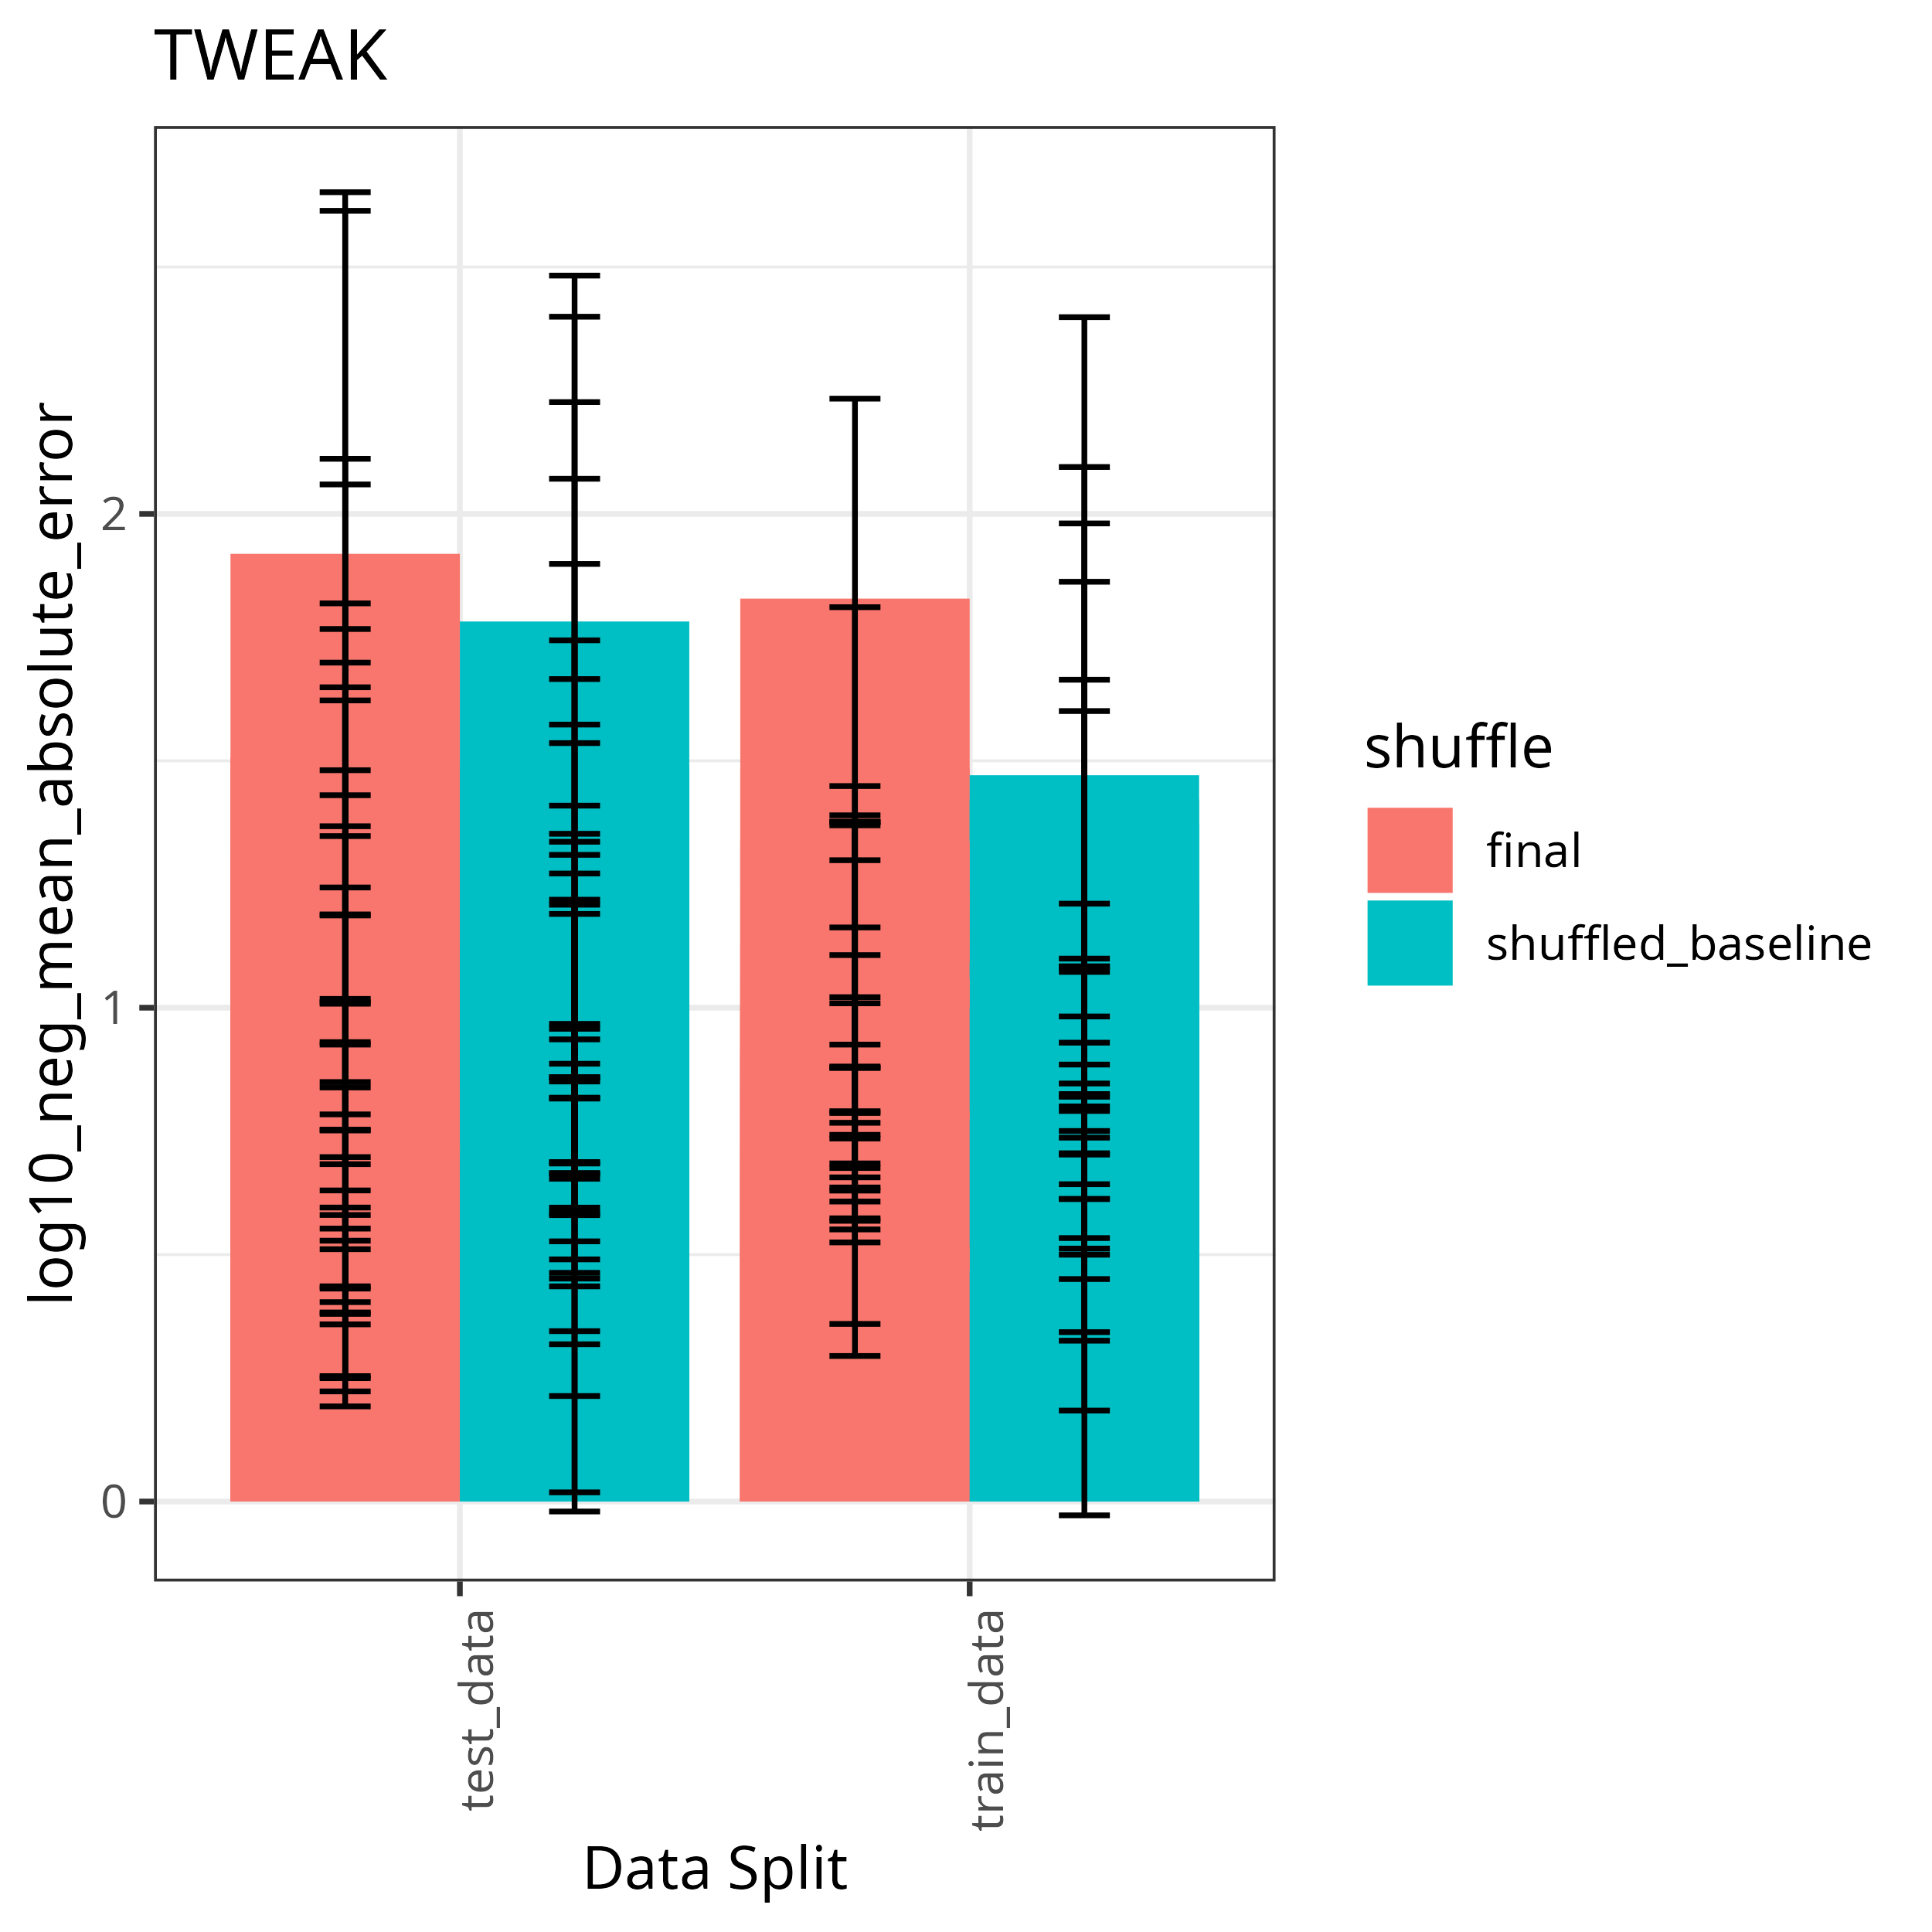 TWEAK
log10_neg_mean_absolute_error
2
1
0
test_data
train_data
Data Split
shuffle
final
shuffled_baseline